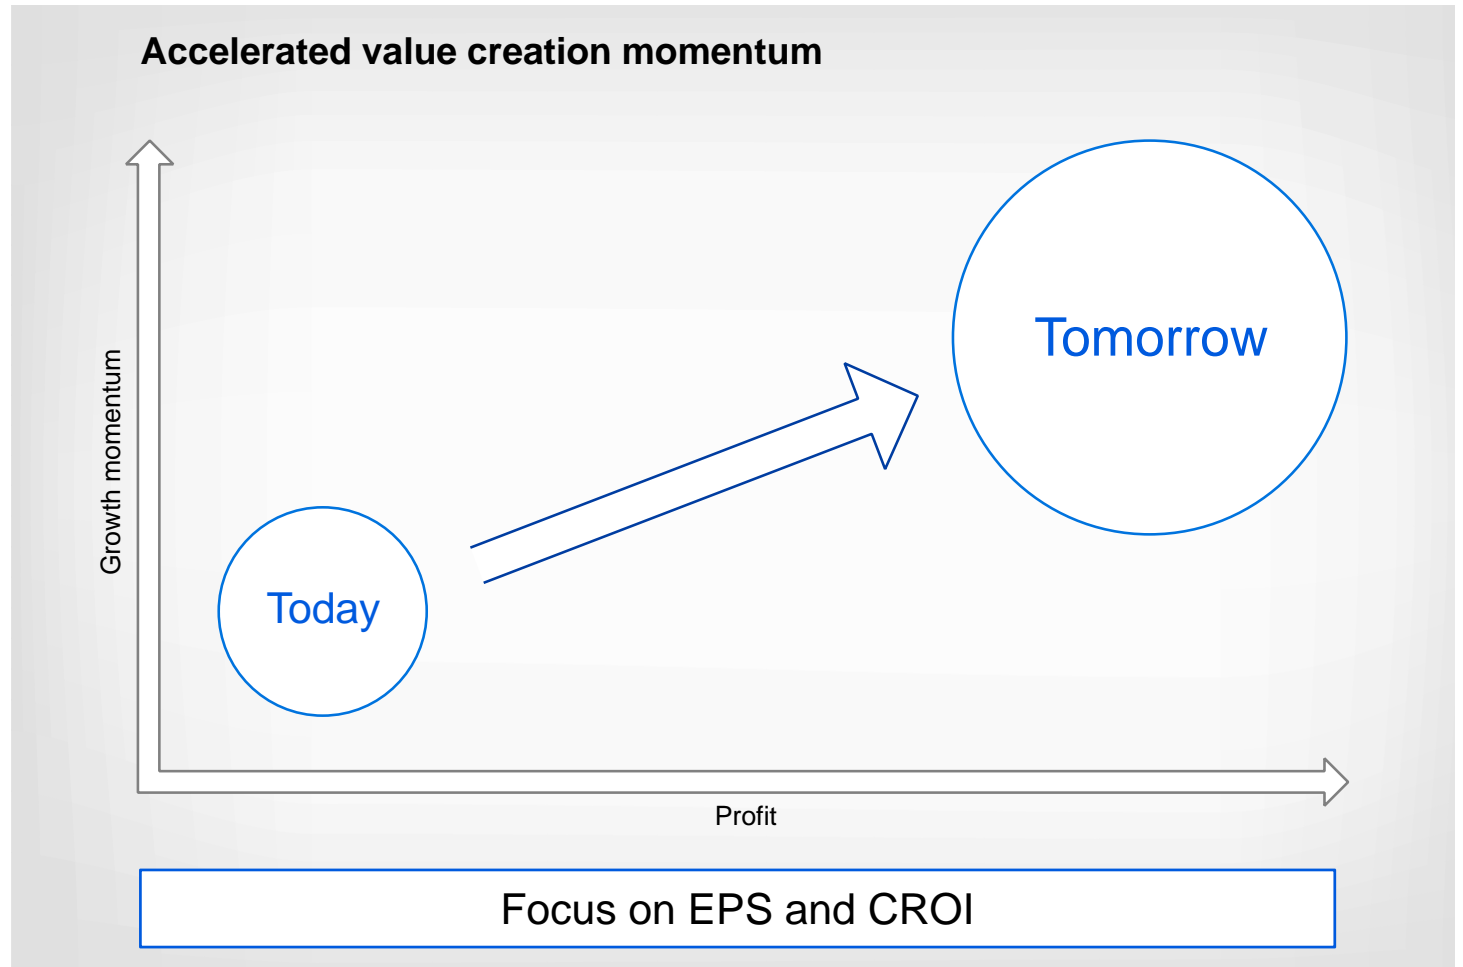 Accelerated value creation momentum
Tomorrow
Growth momentum
Today
Profit
Focus on EPS and CROI